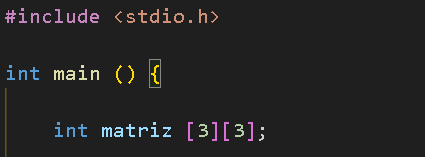 #include <stdio.h>
int main () {
int matriz [3][3];